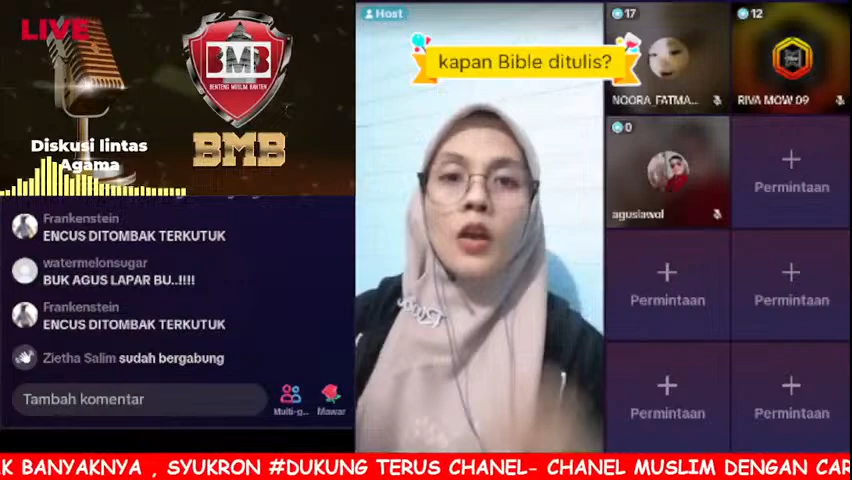 LIVE
BMB
BENTENG MUSLIM BANTEN
BMB
Diskusi lintas
Agama
Frankenstein
ENCUS DITOMBAK TERKUTUK
watermelonsugar
BUK AGUS LAPAR BU..!!!!
Frankenstein
ENCUS DITOMBAK TERKUTUK
Zietha Salim sudah bergabung
Tambah komentar
Multi-g...
Mawar
Host
kapan Bible ditulis?
17
NOORA_FATMA...
12
RIVA MOW 09
0
aguslawol
Permintaan
Permintaan
Permintaan
Permintaan
Permintaan
K BANYAKNYA , SYUKRON #DUKUNG TERUS CHANEL- CHANEL MUSLIM DENGAN CAR